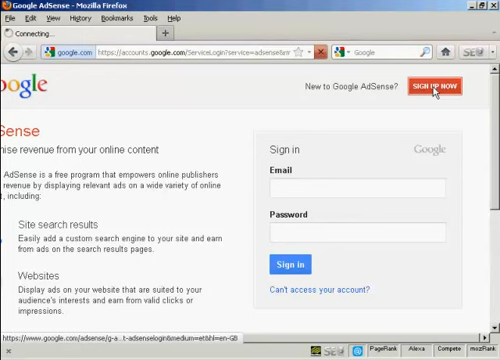 Google AdSense - Mozilla Firefox
File Edit View History Bookmarks Tools Help
Connecting...
google.com https://accounts.google.com/ServiceLogin?service=adsense&rn Google
oogle
New to Google AdSense? SIGN UP NOW
Sense
nise revenue from your online content
AdSense is a free program that empowers online publishers
revenue by displaying relevant ads on a wide variety of online
t, including:
Site search results
Easily add a custom search engine to your site and earn
from ads on the search results pages.
Websites
Display ads on your website that are suited to your
audience's interests and earn from valid clicks or
impressions.
Sign in Google
Email
Password
Sign in
Can't access your account?
https://www.google.com/adsense/g-a... t-adsenselogin&medium=et&hl=en-GB
PageRank Alexa Compete mozRank